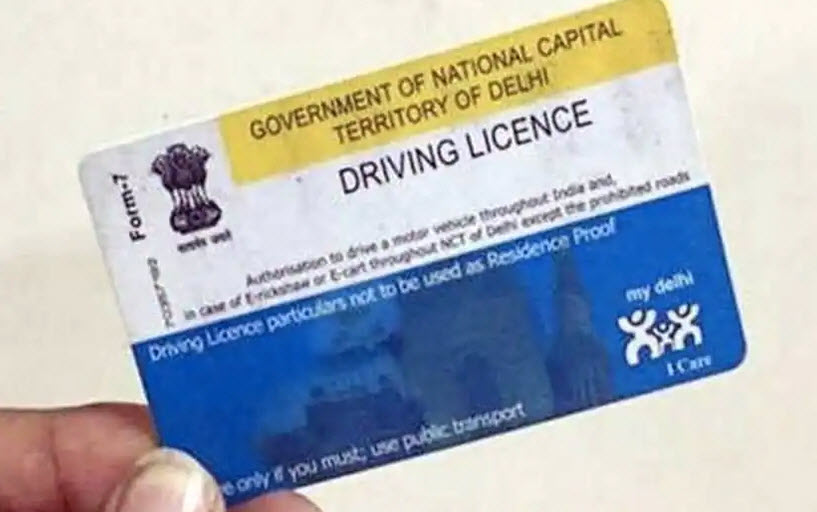 GOVERNMENT OF NATIONAL CAPITAL
TERRITORY OF DELHI
DRIVING LICENCE
Form-7
सत्यमेव जयते
Authorisation to drive a motor vehicle throughout India and,
in case of E-rickshaw or E-cart throughout NCT of Delhi except the prohibited roads
Driving Licence particulars not to be used as Residence Proof
my delhi
I Care
only if you must; use public transport